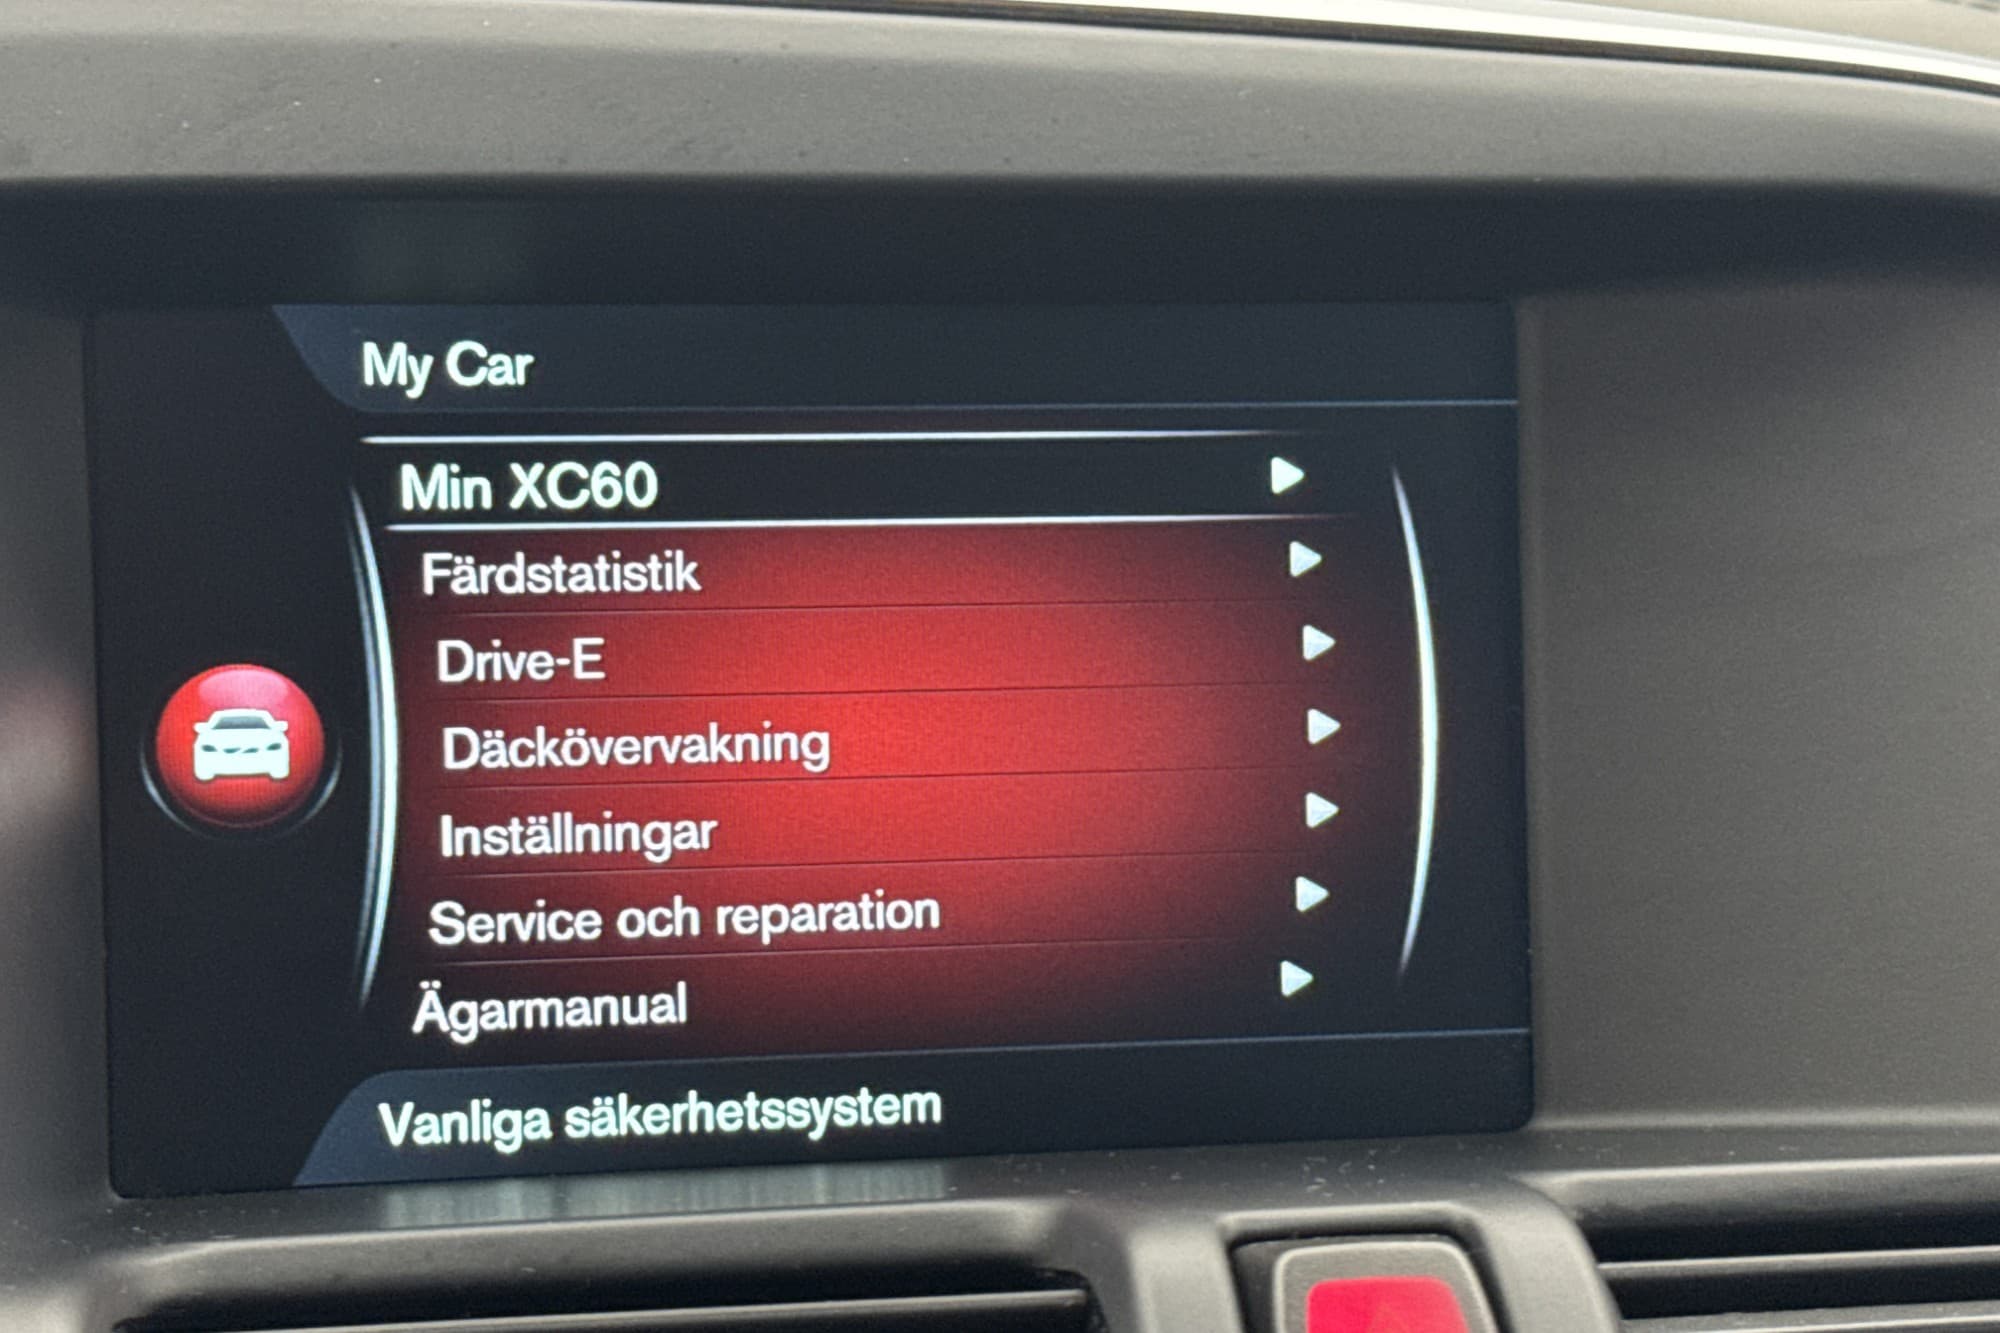 My Car
Min XC60
Färdstatistik
Drive-E
Däckövervakning
Inställningar
Service och reparation
Ägarmanual
Vanliga säkerhetssystem